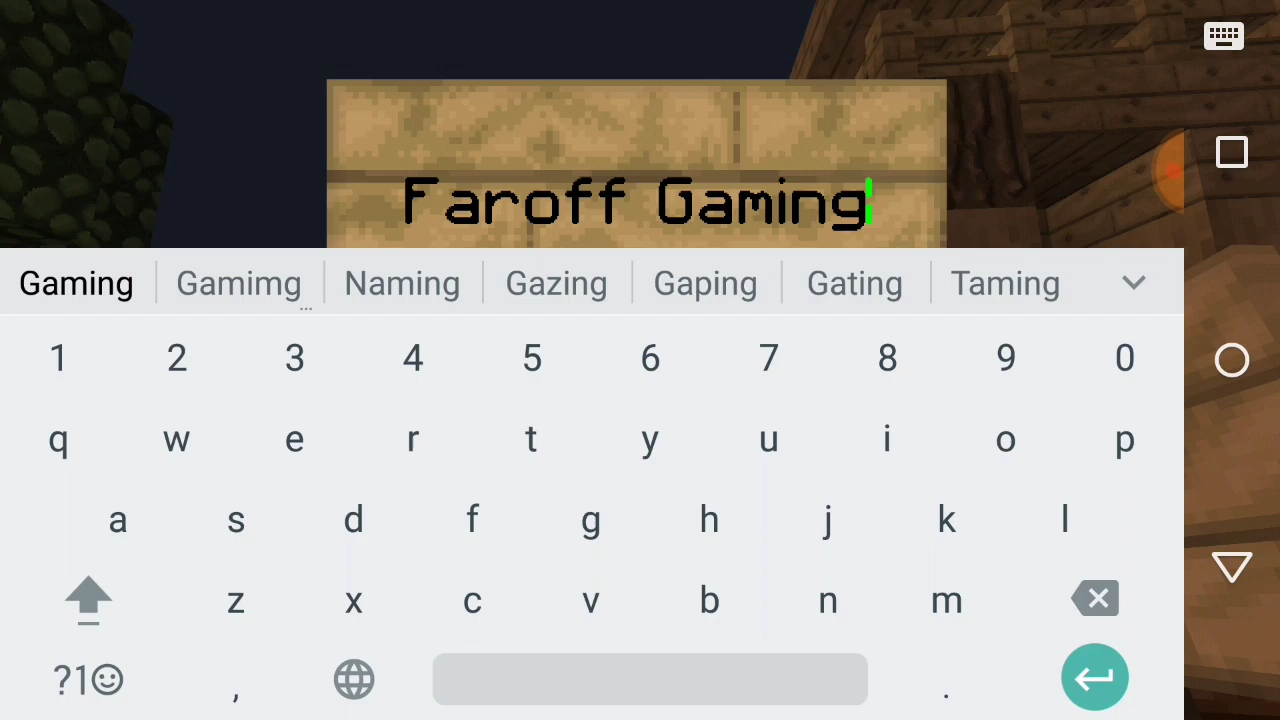 Faroff Gaming
Gaming Gamimg Naming Gazing Gaping Gating Taming
1 2 3 4 5 6 7 8 9 0
q w e r t y u i o p
a s d f g h j k l
z x c v b n m
?1☺ , .